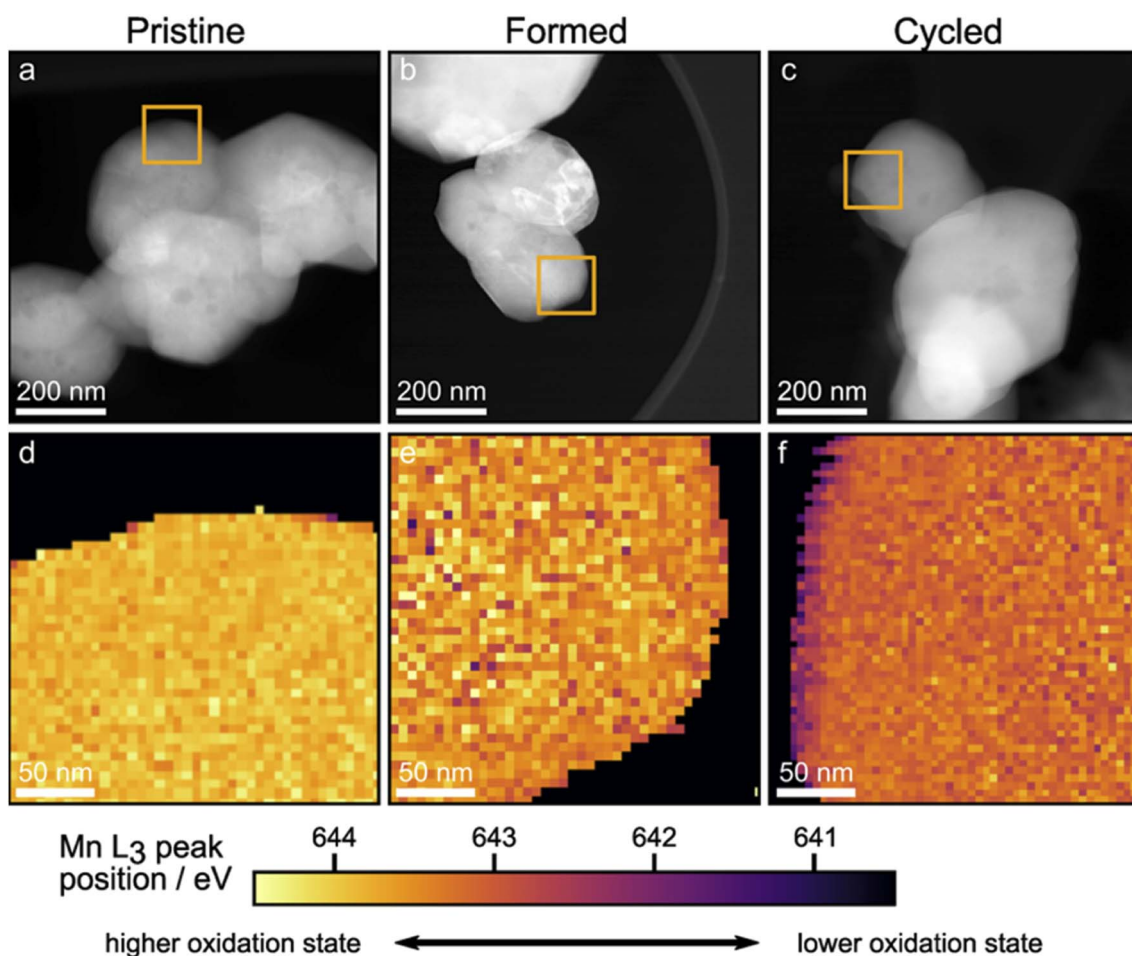 Pristine
Formed
Cycled
a
b
c
200 nm
200 nm
200 nm
d
e
f
50 nm
50 nm
50 nm
Mn L3 peak
position / eV
644
643
642
641
higher oxidation state
lower oxidation state